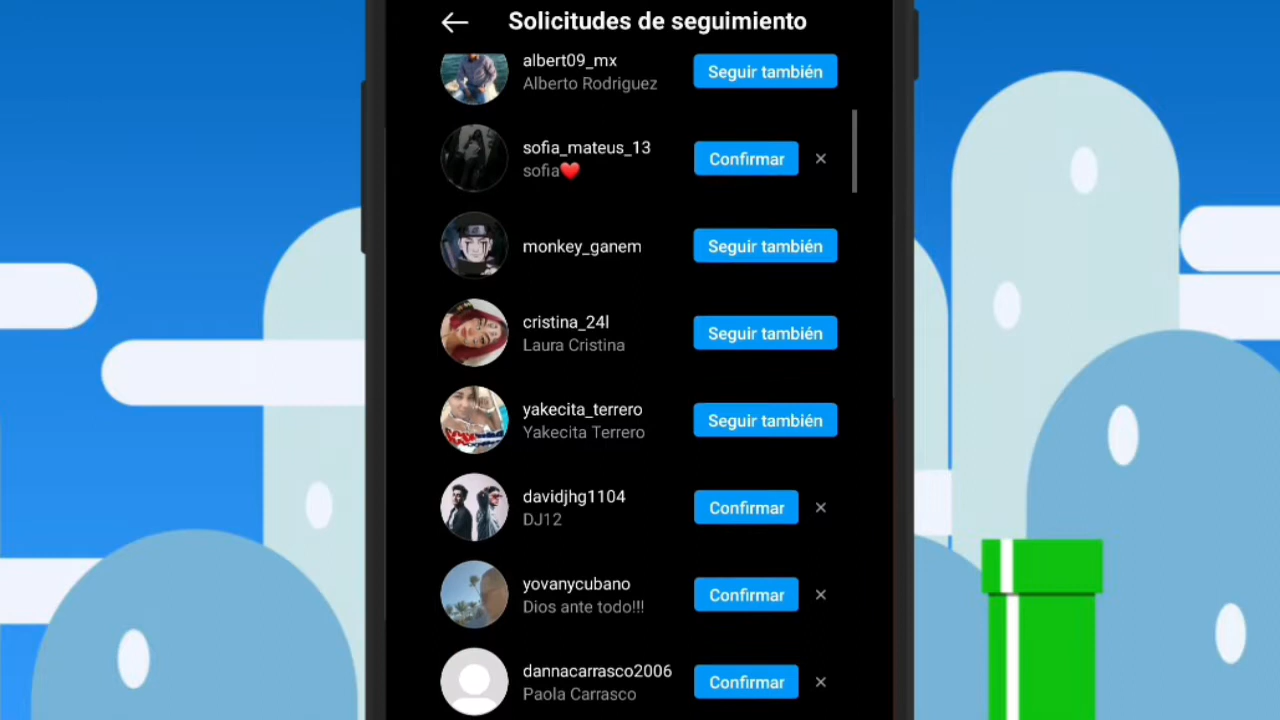 Solicitudes de seguimiento
albert09_mx
Alberto Rodriguez
Seguir también
sofia_mateus_13
sofia❤️
Confirmar
monkey_ganem
Seguir también
cristina_24l
Laura Cristina
Seguir también
yakecita_terrero
Yakecita Terrero
Seguir también
davidjhg1104
DJ12
Confirmar
yovanycubano
Dios ante todo!!!
Confirmar
dannacarrasco2006
Paola Carrasco
Confirmar